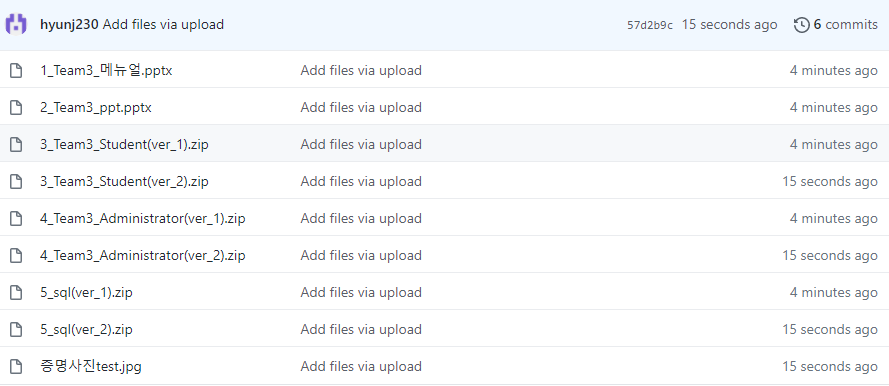 hyunj230 Add files via upload 57d2b9c 15 seconds ago 6 commits
1_Team3_메뉴얼.pptx Add files via upload 4 minutes ago
2_Team3_ppt.pptx Add files via upload 4 minutes ago
3_Team3_Student(ver_1).zip Add files via upload 4 minutes ago
3_Team3_Student(ver_2).zip Add files via upload 15 seconds ago
4_Team3_Administrator(ver_1).zip Add files via upload 4 minutes ago
4_Team3_Administrator(ver_2).zip Add files via upload 15 seconds ago
5_sql(ver_1).zip Add files via upload 4 minutes ago
5_sql(ver_2).zip Add files via upload 15 seconds ago
증명사진test.jpg Add files via upload 15 seconds ago